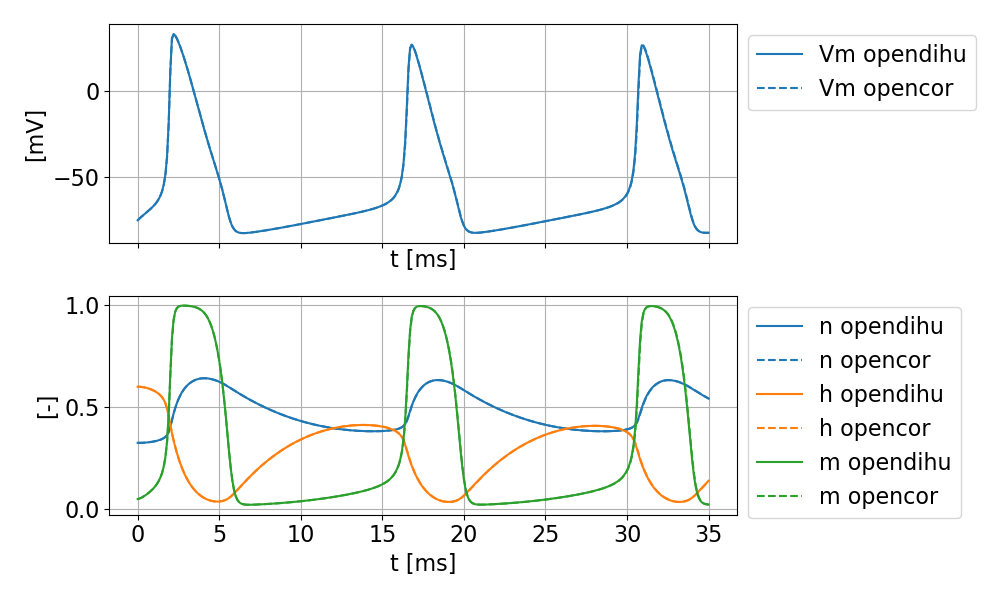 [mV]
0
−50
t [ms]
Vm opendihu
Vm opencor
[-]
1.0
0.5
0.0
0 5 10 15 20 25 30 35
t [ms]
n opendihu
n opencor
h opendihu
h opencor
m opendihu
m opencor